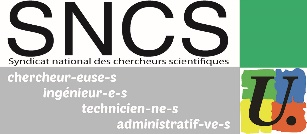 SNCS
Syndicat national des chercheurs scientifiques
chercheur-euse-s
ingénieur-e-s
technicien-ne-s
administratif-ve-s
U.